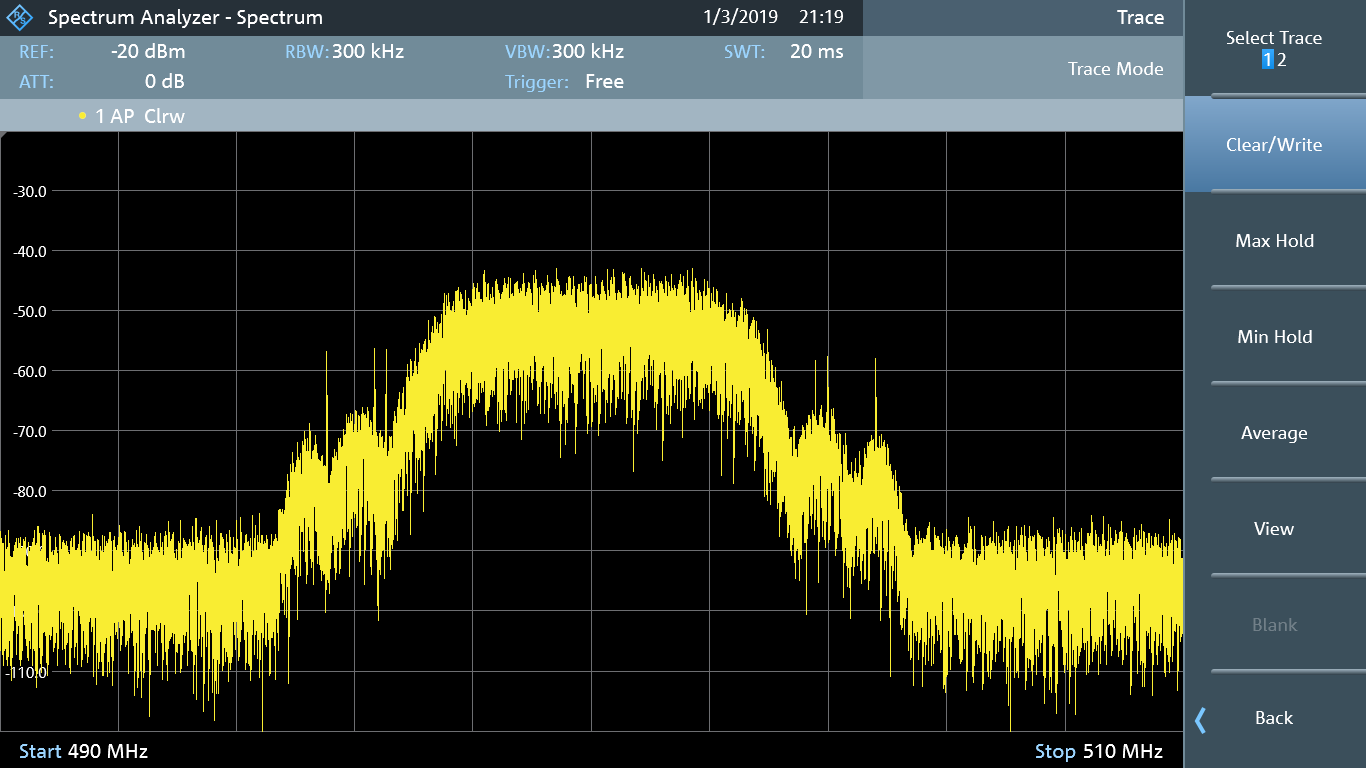 Spectrum Analyzer - Spectrum 1/3/2019 21:19 Trace
REF: -20 dBm RBW: 300 kHz VBW: 300 kHz SWT: 20 ms
Trace Mode
ATT: 0 dB Trigger: Free
1 AP Clrw
-30.0
-40.0
-50.0
-60.0
-70.0
-80.0
-110.0
Start 490 MHz Stop 510 MHz
Select Trace
1 2
Clear/Write
Max Hold
Min Hold
Average
View
Blank
Back